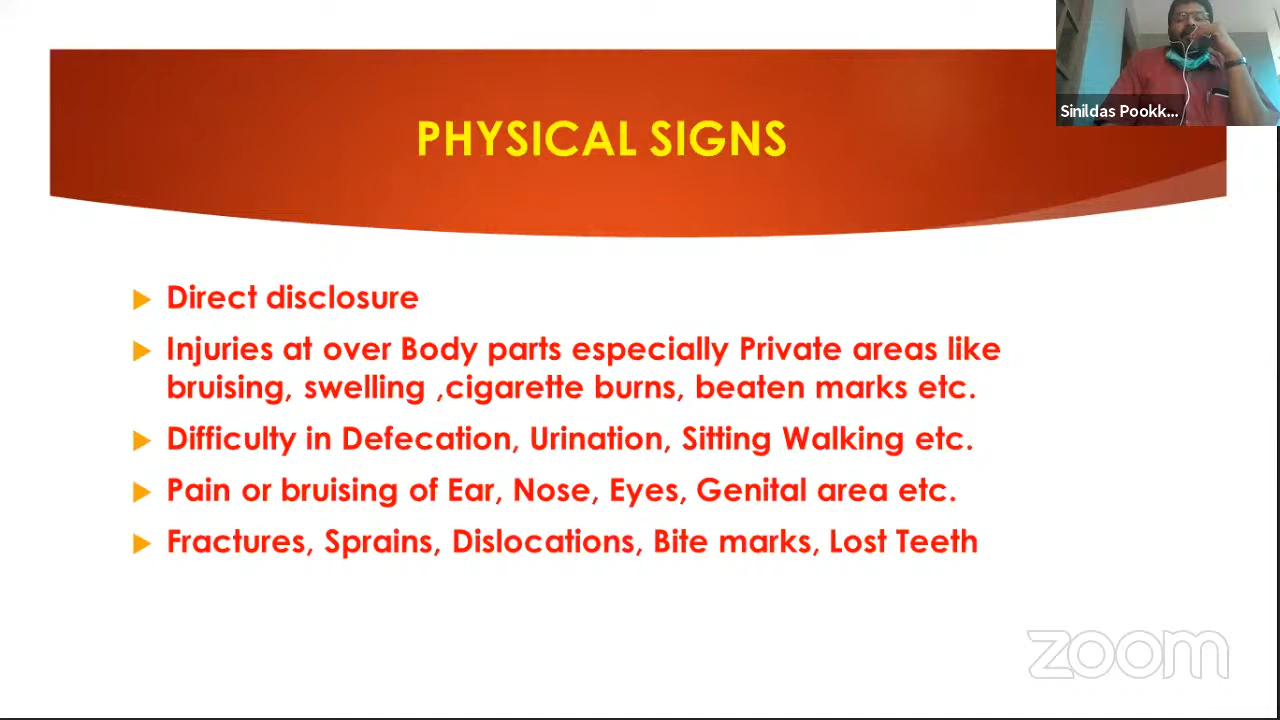 PHYSICAL SIGNS
Sinildas Pookk...
Direct disclosure
Injuries at over Body parts especially Private areas like
bruising, swelling ,cigarette burns, beaten marks etc.
Difficulty in Defecation, Urination, Sitting Walking etc.
Pain or bruising of Ear, Nose, Eyes, Genital area etc.
Fractures, Sprains, Dislocations, Bite marks, Lost Teeth
zoom